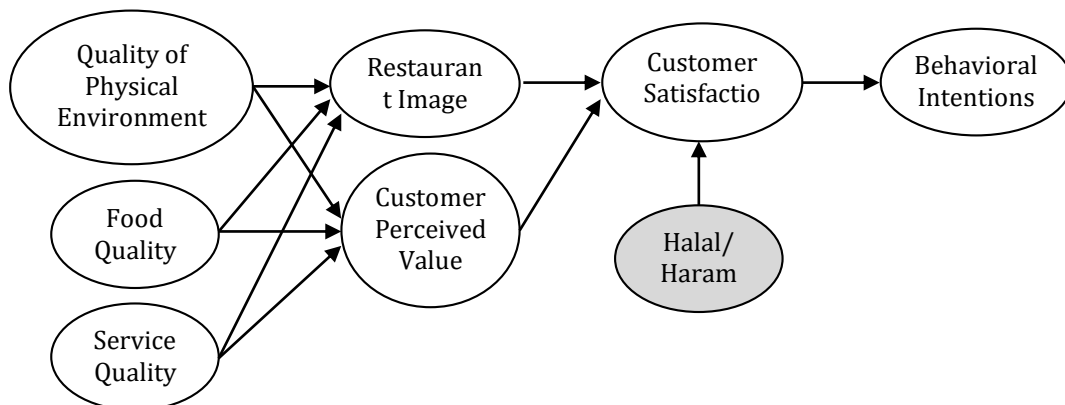 Quality of
Physical
Environment
Restauran
t Image
Customer
Satisfactio
Behavioral
Intentions
Food
Quality
Customer
Perceived
Value
Halal/
Haram
Service
Quality